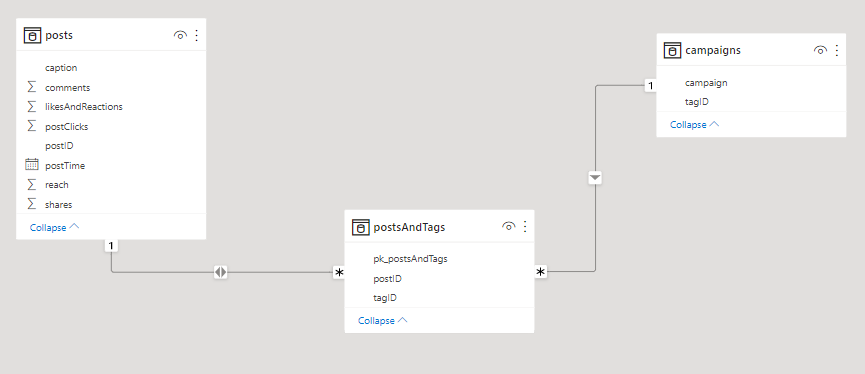 posts
caption
comments
likesAndReactions
postClicks
postID
postTime
reach
shares
Collapse
1
campaigns
campaign
tagID
Collapse
1
postsAndTags
pk_postsAndTags
postID
tagID
Collapse
*
*